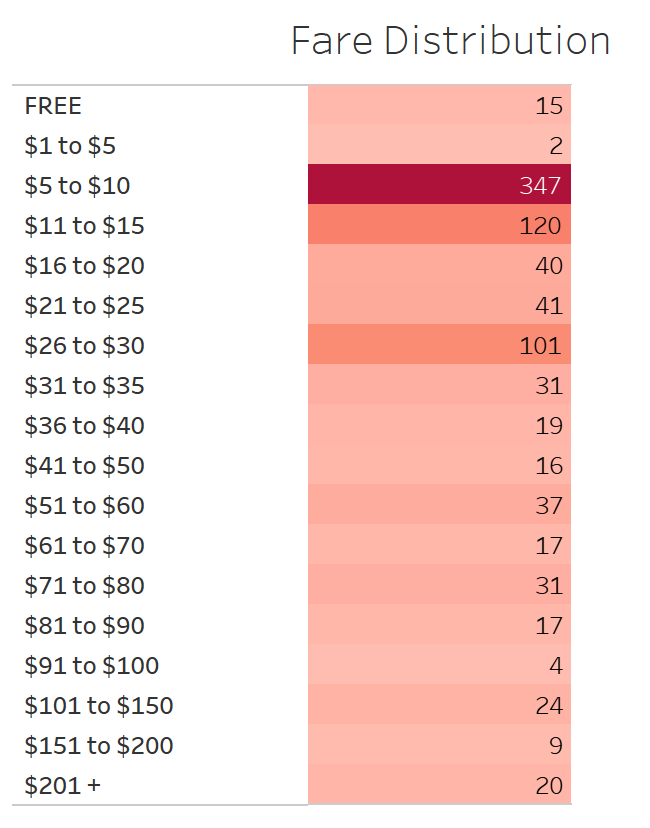 Fare Distribution
FREE 15
$1 to $5 2
$5 to $10 347
$11 to $15 120
$16 to $20 40
$21 to $25 41
$26 to $30 101
$31 to $35 31
$36 to $40 19
$41 to $50 16
$51 to $60 37
$61 to $70 17
$71 to $80 31
$81 to $90 17
$91 to $100 4
$101 to $150 24
$151 to $200 9
$201 + 20